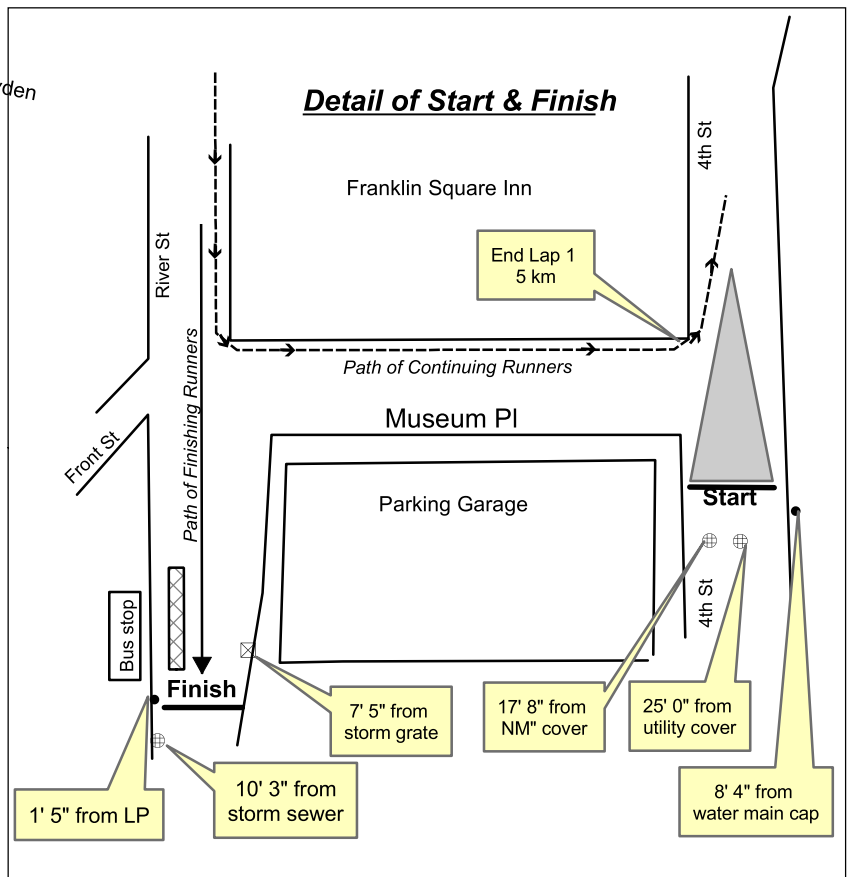 Detail of Start & Finish
4th St
Franklin Square Inn
River St
End Lap 1
5 km
Path of Finishing Runners
Path of Continuing Runners
Museum Pl
Front St
Parking Garage
Start
4th St
Bus stop
Finish
7' 5" from
storm grate
17' 8" from
NM" cover
25' 0" from
utility cover
1' 5" from LP
10' 3" from
storm sewer
8' 4" from
water main cap